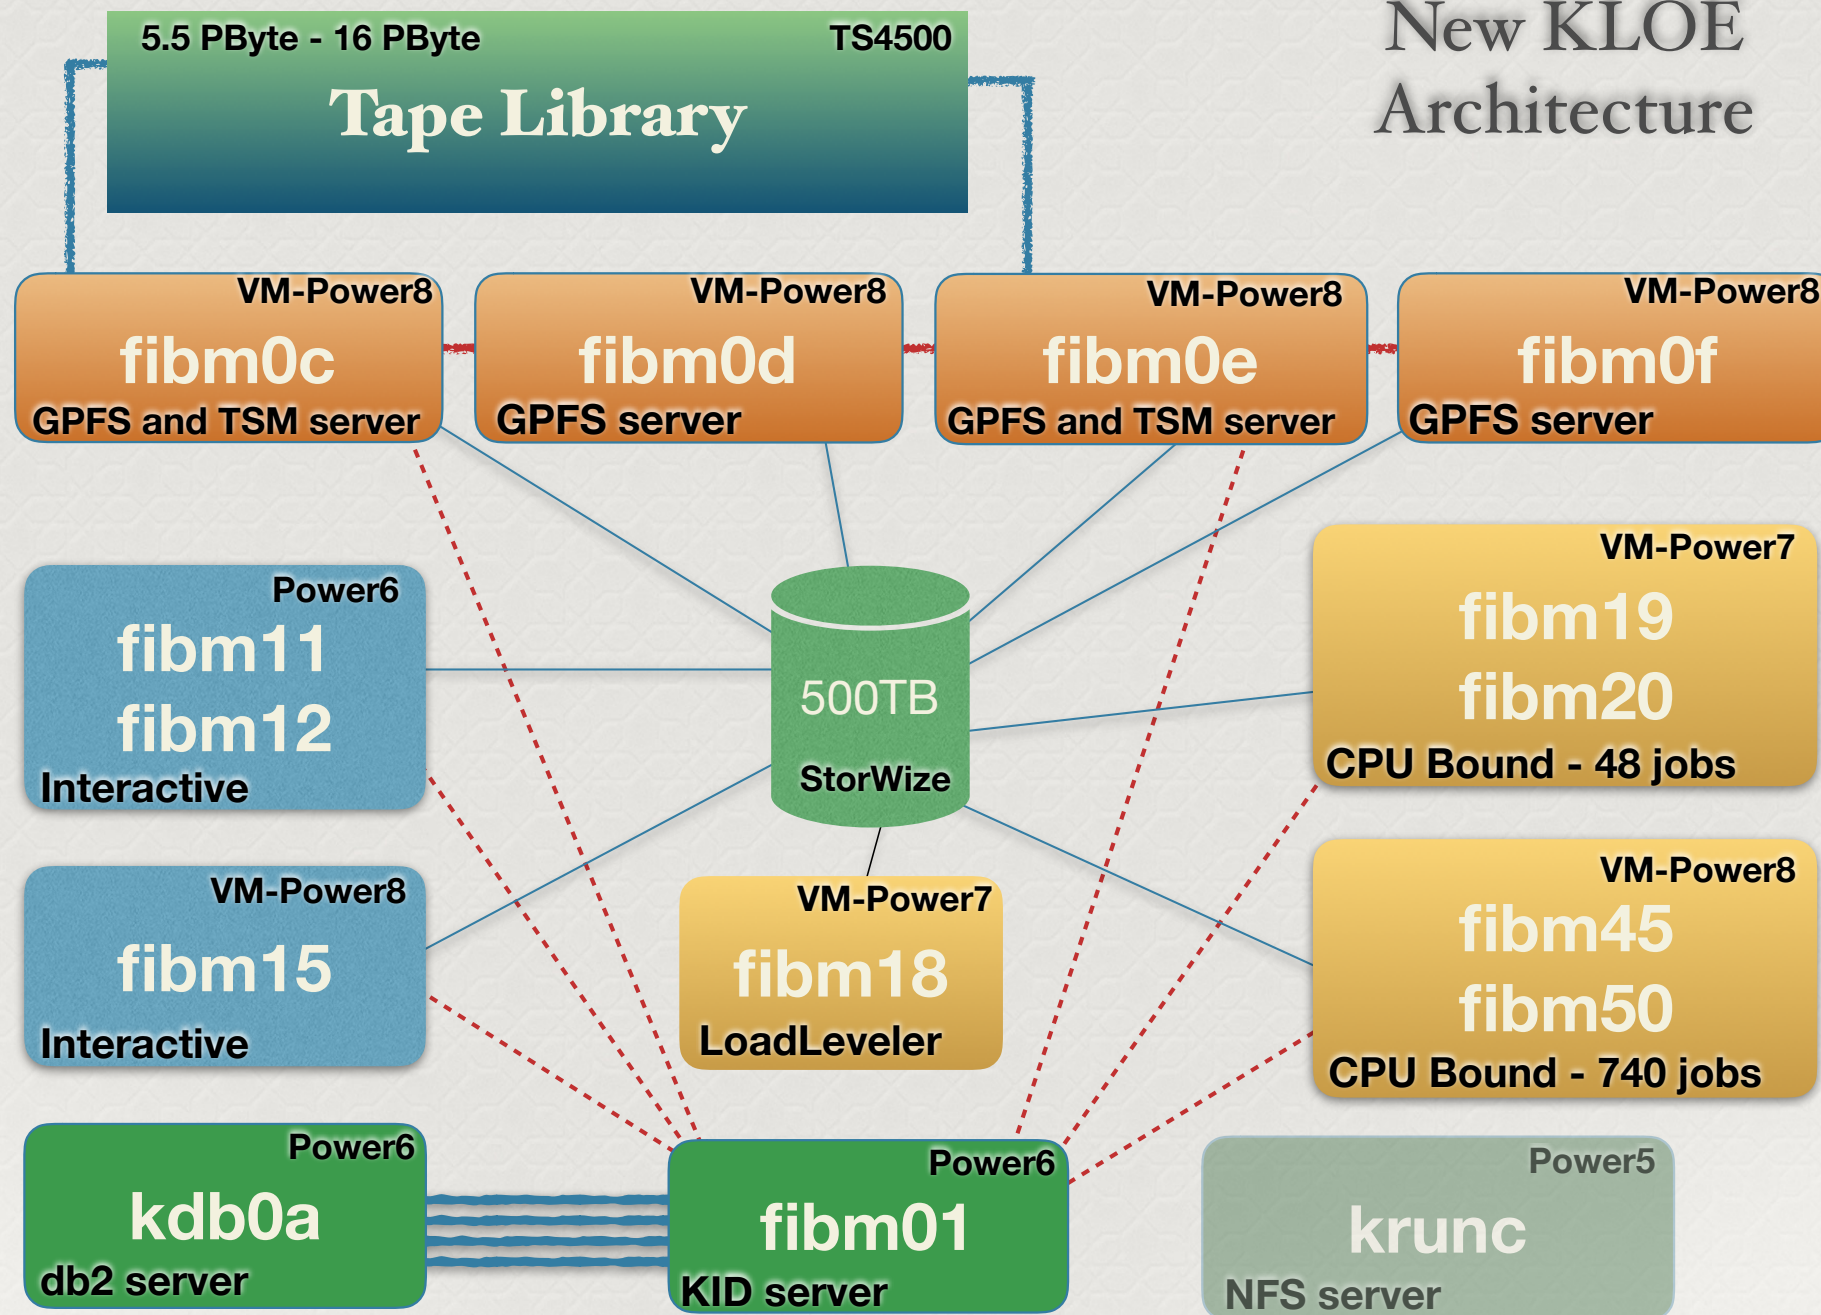 New KLOE
Architecture
5.5 PByte - 16 PByte
TS4500
Tape Library
VM-Power8
fibm0c
GPFS and TSM server
VM-Power8
fibm0d
GPFS server
VM-Power8
fibm0e
GPFS and TSM server
VM-Power8
fibm0f
GPFS server
Power6
fibm11
fibm12
Interactive
500TB
StorWize
VM-Power7
fibm19
fibm20
CPU Bound - 48 jobs
VM-Power8
fibm15
Interactive
VM-Power7
fibm18
LoadLeveler
VM-Power8
fibm45
fibm50
CPU Bound - 740 jobs
Power6
kdb0a
db2 server
Power6
fibm01
KID server
Power5
krunc
NFS server